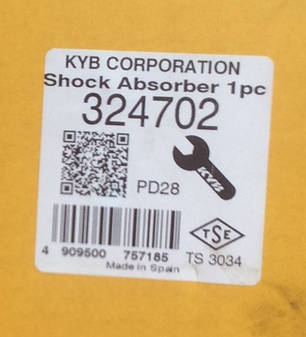 KYB CORPORATION
Shock Absorber 1pc
324702
KYB
PD28
TSE
4 909500 757185
TS 3034
Made in Spain